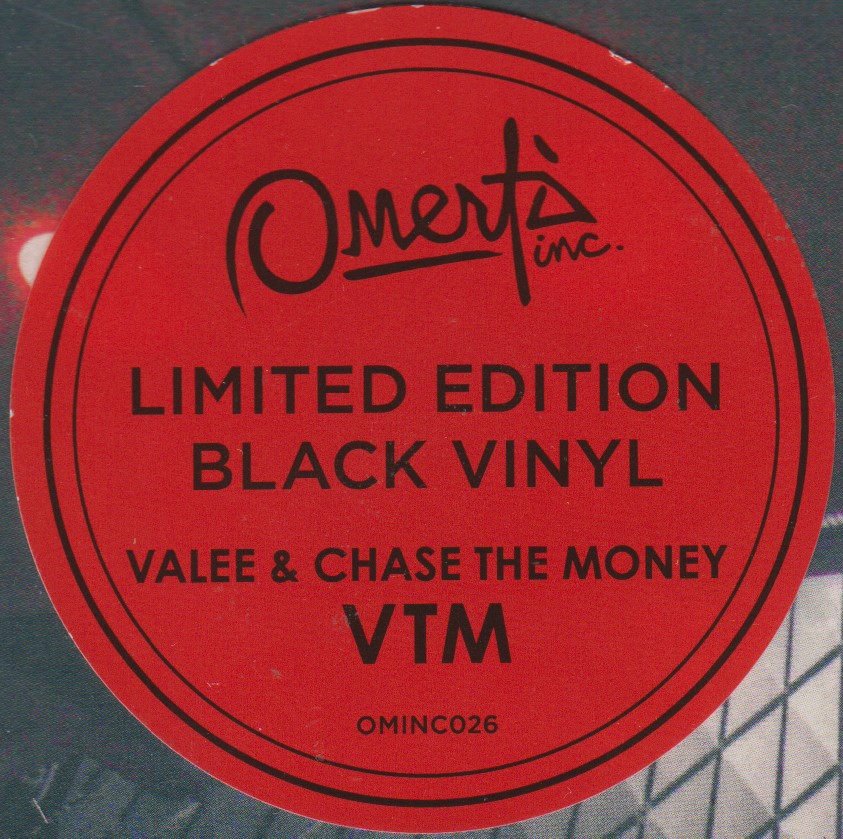 Omertà inc.
LIMITED EDITION
BLACK VINYL
VALEE & CHASE THE MONEY
VTM
OMINC026